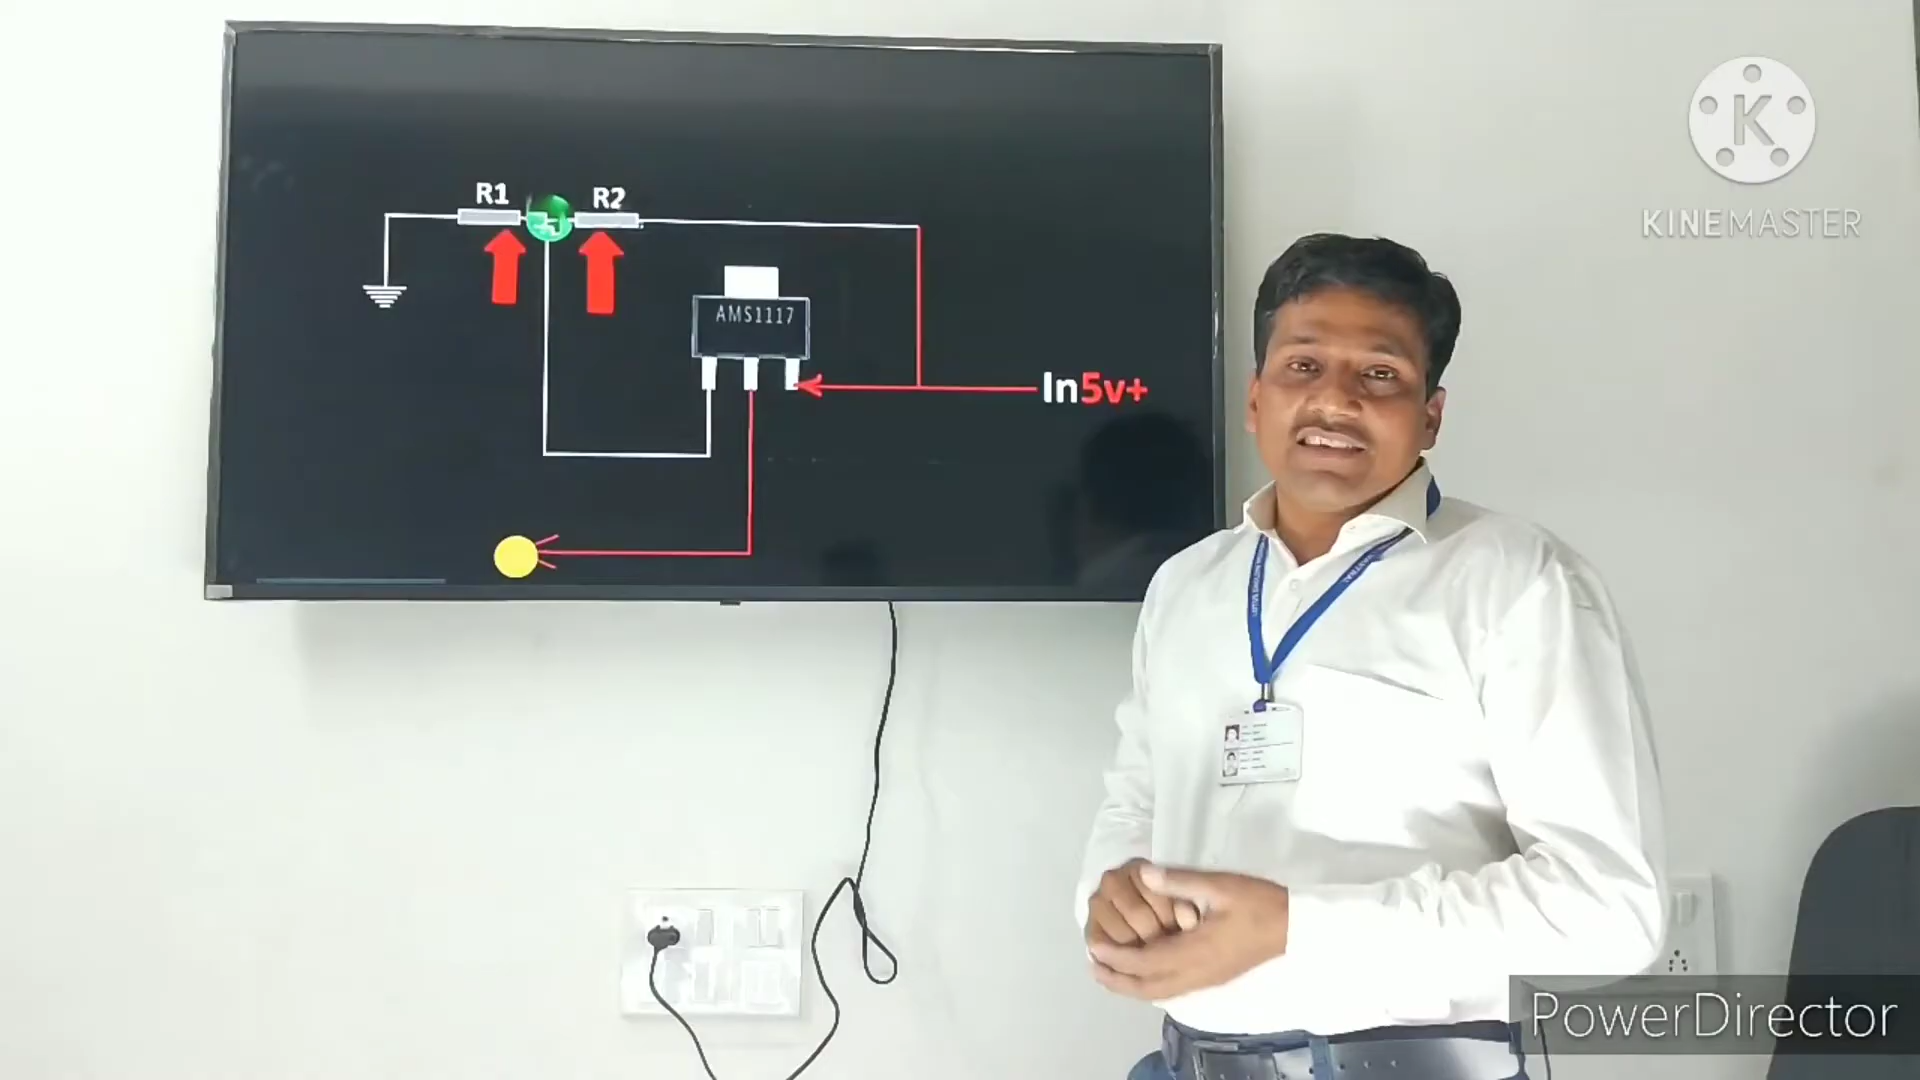 R1
R2
AMS1117
In5v+
K
KINEMASTER
PowerDirector